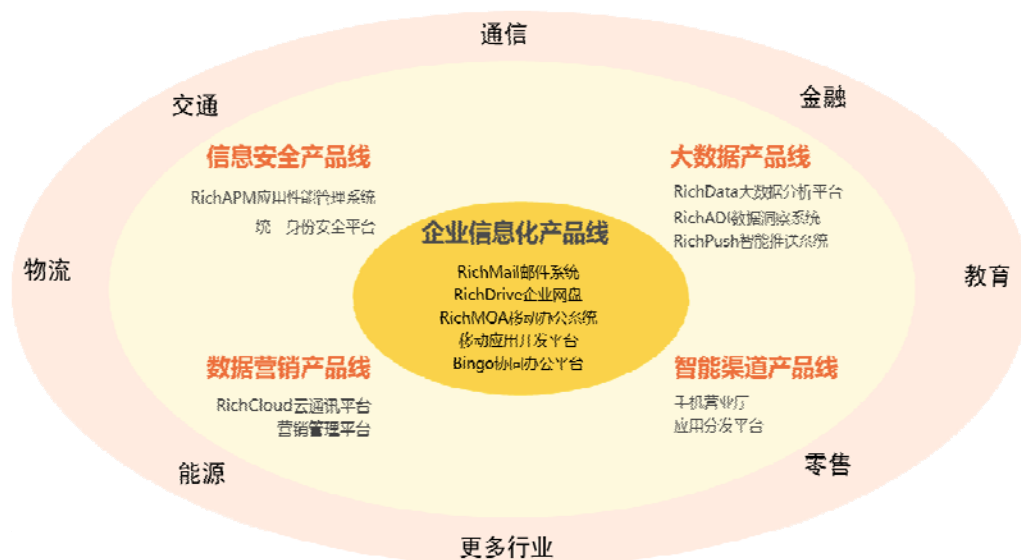 通信
交通
金融
信息安全产品线
RichAPM应用性能管理系统
统一身份安全平台
大数据产品线
RichData大数据分析平台
RichADI数据洞察系统
RichPush智能推送系统
企业信息化产品线
RichMail邮件系统
RichDrive企业网盘
RichMOA移动办公系统
移动应用开发平台
Bingo协同办公平台
物流
教育
数据营销产品线
RichCloud云通讯平台
营销管理平台
智能渠道产品线
手机营业厅
应用分发平台
能源
零售
更多行业